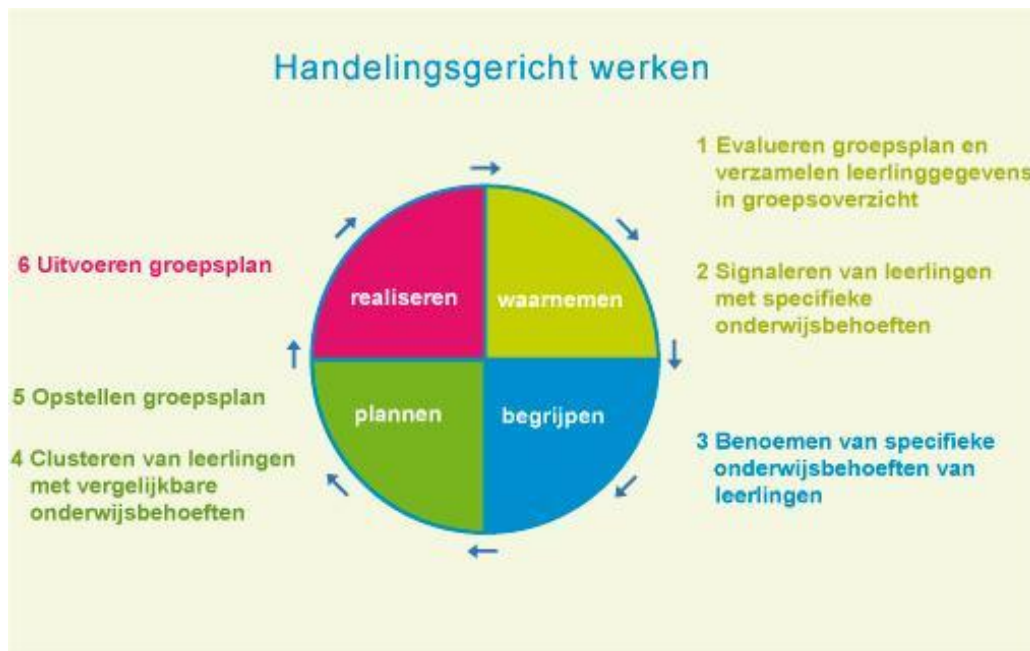 Handelingsgericht werken
1 Evalueren groepsplan en
verzamelen leerlinggegevens
in groepsoverzicht
2 Signaleren van leerlingen
met specifieke
onderwijsbehoeften
3 Benoemen van specifieke
onderwijsbehoeften van
leerlingen
4 Clusteren van leerlingen
met vergelijkbare
onderwijsbehoeften
5 Opstellen groepsplan
6 Uitvoeren groepsplan
realiseren
waarnemen
plannen
begrijpen